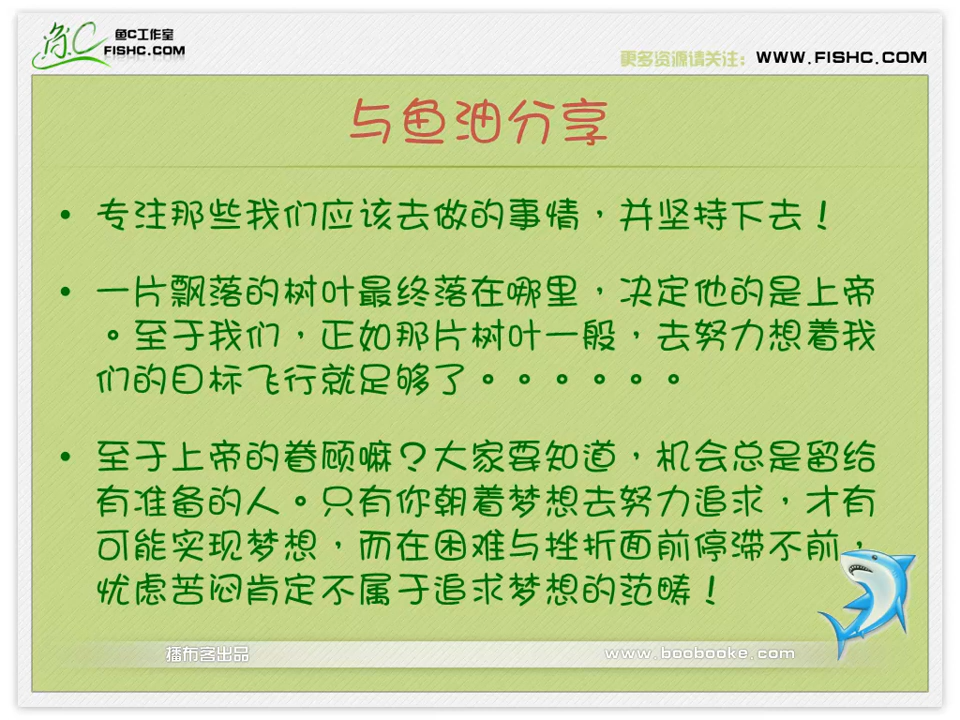 鱼C工作室
FISHC.COM
更多资源请关注：WWW.FISHC.COM
与鱼油分享
• 专注那些我们应该去做的事情，并坚持下去！
• 一片飘落的树叶最终落在哪里，决定他的是上帝
。至于我们，正如那片树叶一般，去努力想着我
们的目标飞行就足够了。。。。。。
• 至于上帝的眷顾嘛？大家要知道，机会总是留给
有准备的人。只有你朝着梦想去努力追求，才有
可能实现梦想，而在困难与挫折面前停滞不前，
忧虑苦闷肯定不属于追求梦想的范畴！
播布客出品 www.boobooke.com